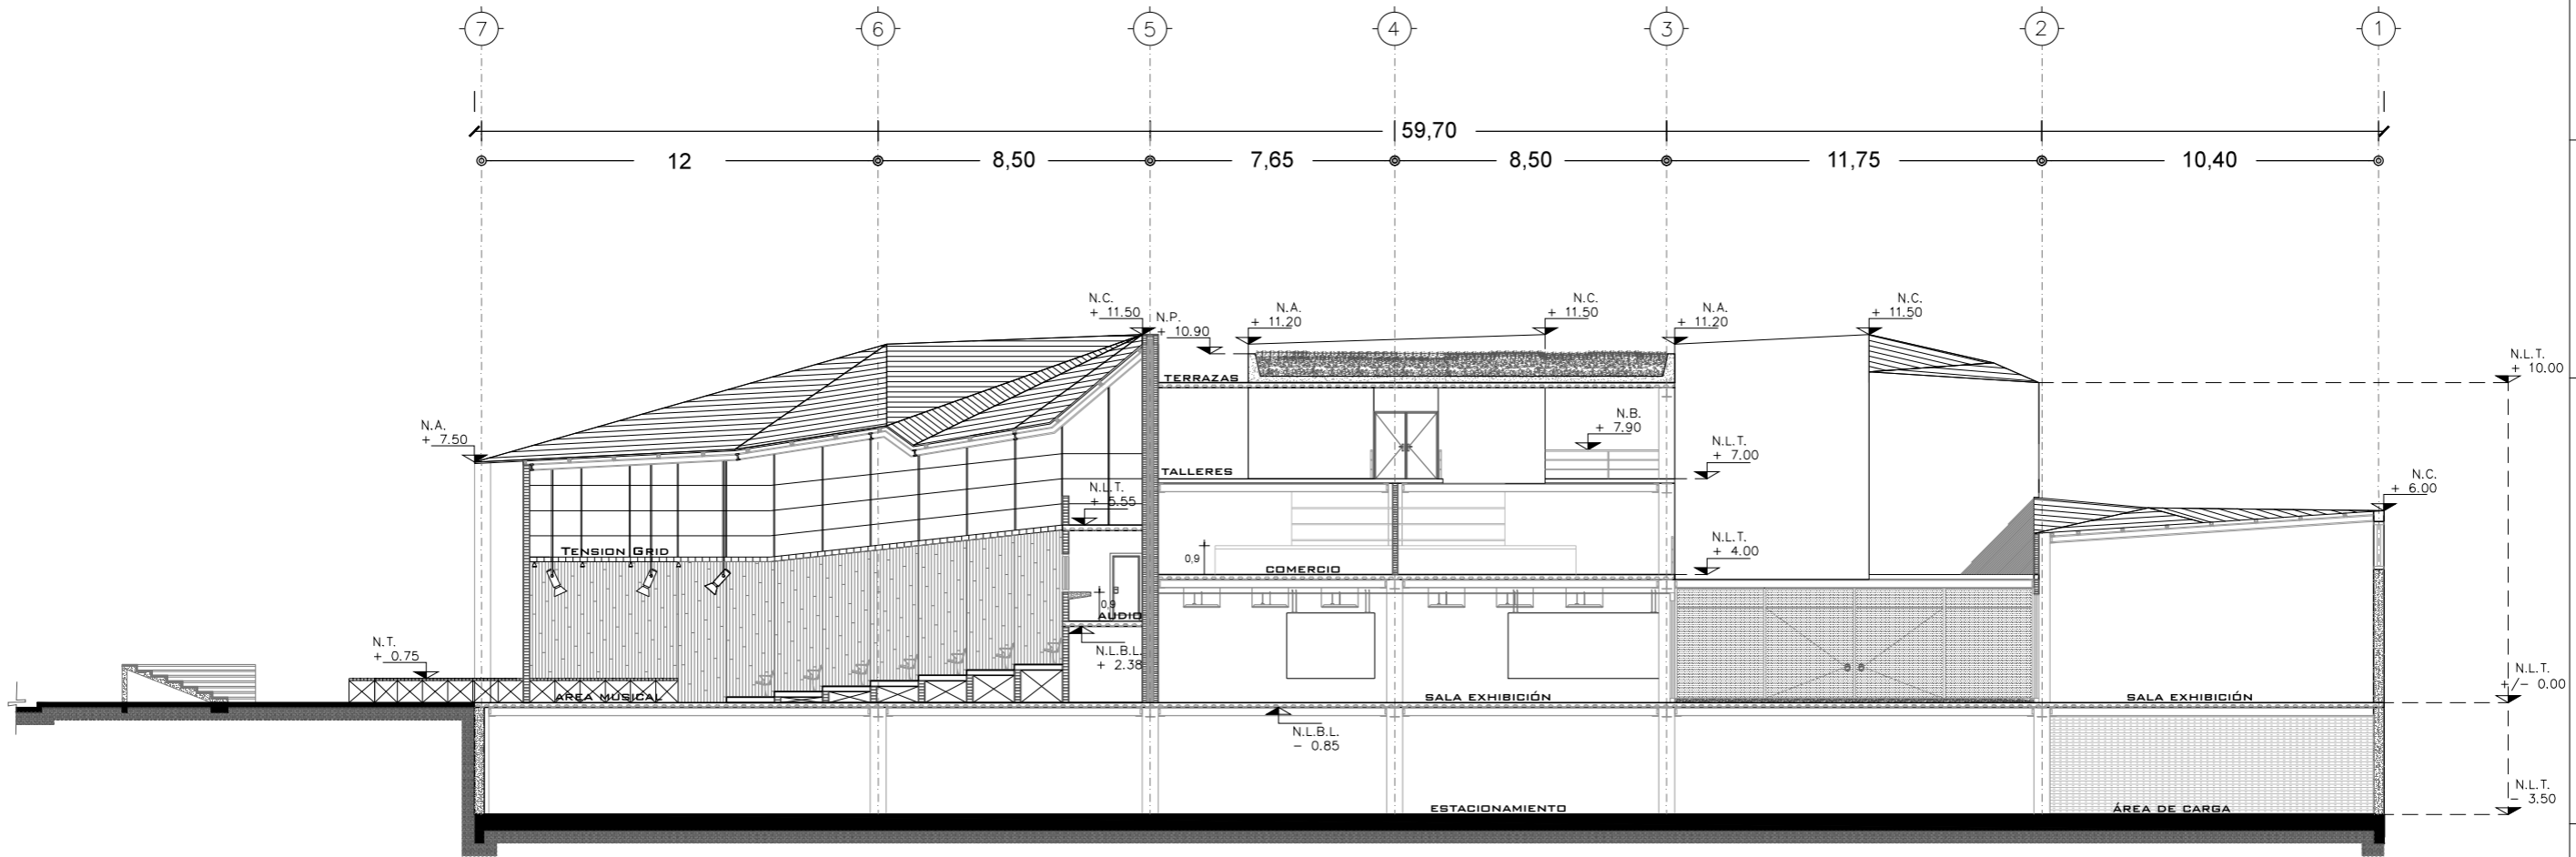 7 6 5 4 3 2 1
59,70
12 8,50 7,65 8,50 11,75 10,40
N.C.
+ 11.50
N.P.
+ 10.90
N.A.
+ 11.20
N.C.
+ 11.50
N.A.
+ 11.20
N.C.
+ 11.50
N.L.T.
+ 10.00
TERRAZAS
N.A.
+ 7.50
N.B.
+ 7.90
N.L.T.
+ 7.00
TALLERES
N.L.T.
+ 5.55
N.C.
+ 6.00
TENSION GRID
0,9
COMERCIO
N.L.T.
+ 4.00
0,9
AUDIO
N.T.
+ 0.75
N.L.B.L.
+ 2.38
N.L.T.
+/- 0.00
AREA MUSICAL
SALA EXHIBICIÓN
SALA EXHIBICIÓN
N.L.B.L.
- 0.85
ESTACIONAMIENTO
ÁREA DE CARGA
N.L.T.
- 3.50